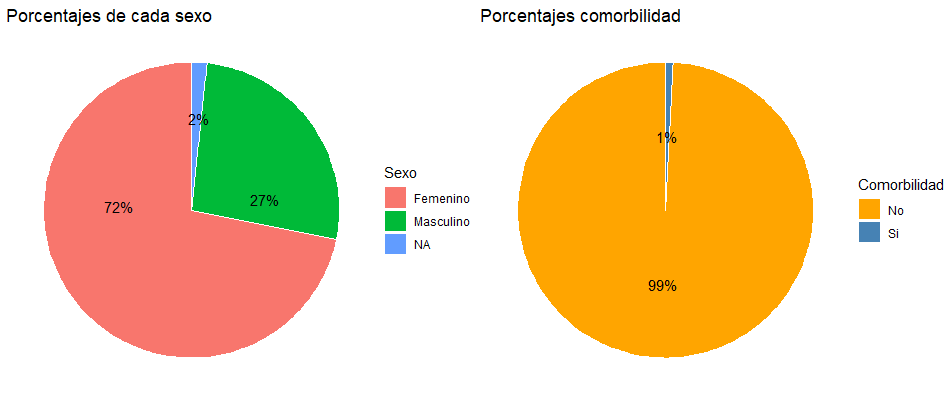 Porcentajes de cada sexo
2%
27%
72%
Sexo
Femenino
Masculino
NA
Porcentajes comorbilidad
1%
99%
Comorbilidad
No
Si